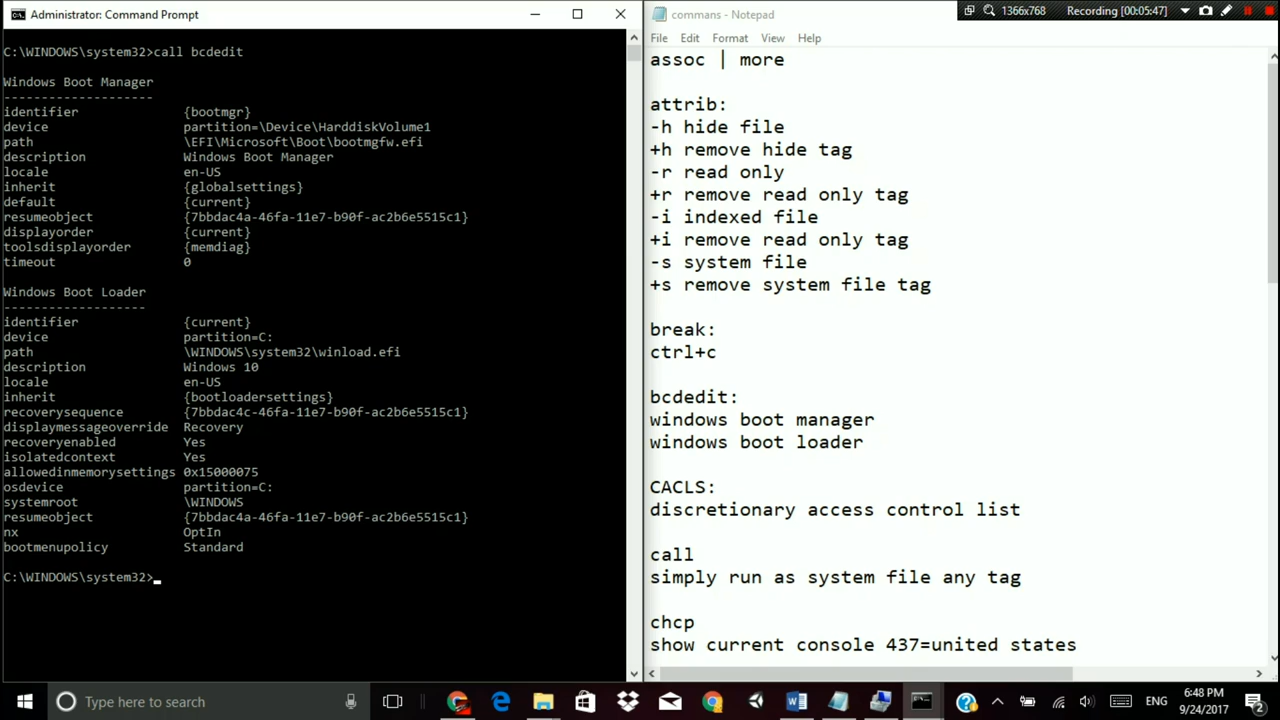 Administrator: Command Prompt
C:\WINDOWS\system32>call bcdedit
Windows Boot Manager
--------------------
identifier {bootmgr}
device partition=\Device\HarddiskVolume1
path \EFI\Microsoft\Boot\bootmgfw.efi
description Windows Boot Manager
locale en-US
inherit {globalsettings}
default {current}
resumeobject {7bbdac4a-46fa-11e7-b90f-ac2b6e5515c1}
displayorder {current}
toolsdisplayorder {memdiag}
timeout 0
Windows Boot Loader
-------------------
identifier {current}
device partition=C:
path \WINDOWS\system32\winload.efi
description Windows 10
locale en-US
inherit {bootloadersettings}
recoverysequence {7bbdac4c-46fa-11e7-b90f-ac2b6e5515c1}
displaymessageoverride Recovery
recoveryenabled Yes
isolatedcontext Yes
allowedinmemorysettings 0x15000075
osdevice partition=C:
systemroot \WINDOWS
resumeobject {7bbdac4a-46fa-11e7-b90f-ac2b6e5515c1}
nx OptIn
bootmenupolicy Standard
C:\WINDOWS\system32>
commans - Notepad
1366x768 Recording [00:05:47]
File Edit Format View Help
assoc | more
attrib:
-h hide file
+h remove hide tag
-r read only
+r remove read only tag
-i indexed file
+i remove read only tag
-s system file
+s remove system file tag
break:
ctrl+c
bcdedit:
windows boot manager
windows boot loader
CACLS:
discretionary access control list
call
simply run as system file any tag
chcp
show current console 437=united states
Type here to search
ENG
6:48 PM
9/24/2017
2